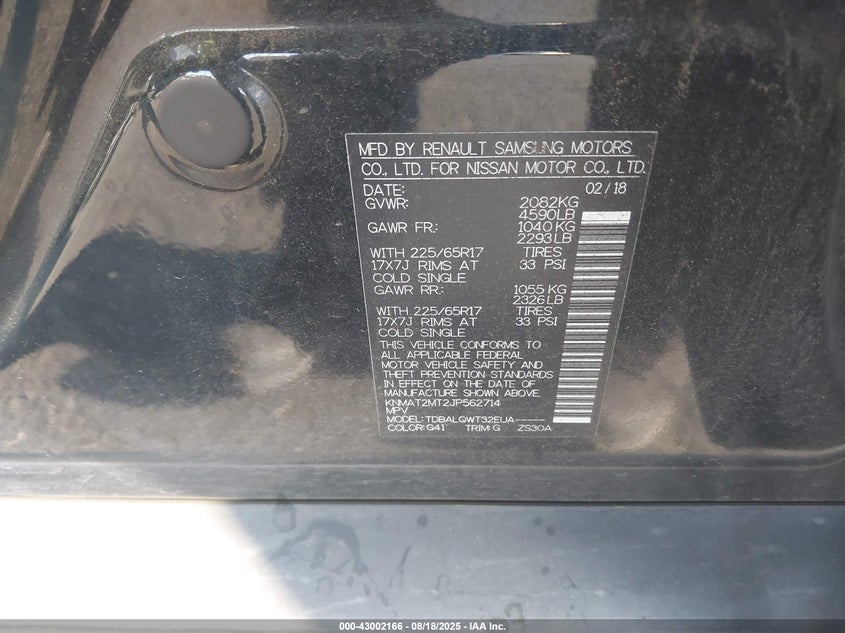 MFD BY RENAULT SAMSUNG MOTORS
CO., LTD. FOR NISSAN MOTOR CO., LTD.
DATE: 02/18
GVWR: 2082KG
4590LB
GAWR FR: 1040 KG
2293LB
WITH 225/65R17 TIRES
17X7J RIMS AT 33 PSI
COLD SINGLE
GAWR RR: 1055 KG
2326LB
WITH 225/65R17 TIRES
17X7J RIMS AT 33 PSI
COLD SINGLE
THIS VEHICLE CONFORMS TO
ALL APPLICABLE FEDERAL
MOTOR VEHICLE SAFETY AND
THEFT PREVENTION STANDARDS
IN EFFECT ON THE DATE OF
MANUFACTURE SHOWN ABOVE.
KNMAT2MT2JP562714
MPV
MODEL: TDBALQWT32EUA-----
COLOR:G41 TRIM:G ZS30A
000-43002166 - 08/18/2025 - IAA Inc.